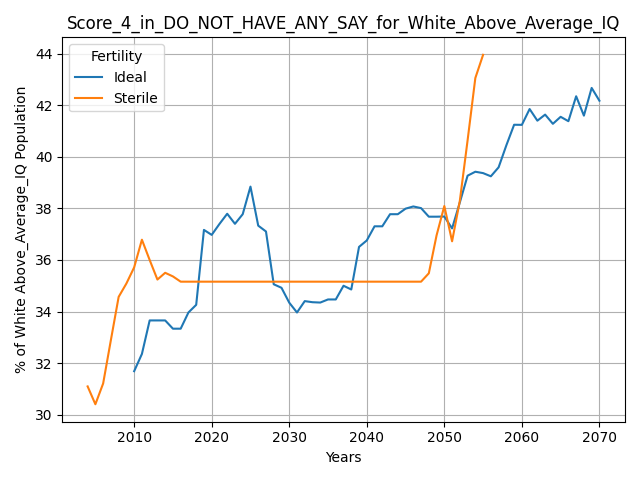 Score_4_in_DO_NOT_HAVE_ANY_SAY_for_White_Above_Average_IQ
Fertility
Ideal
Sterile
% of White Above_Average_IQ Population
44
42
40
38
36
34
32
30
2010 2020 2030 2040 2050 2060 2070
Years